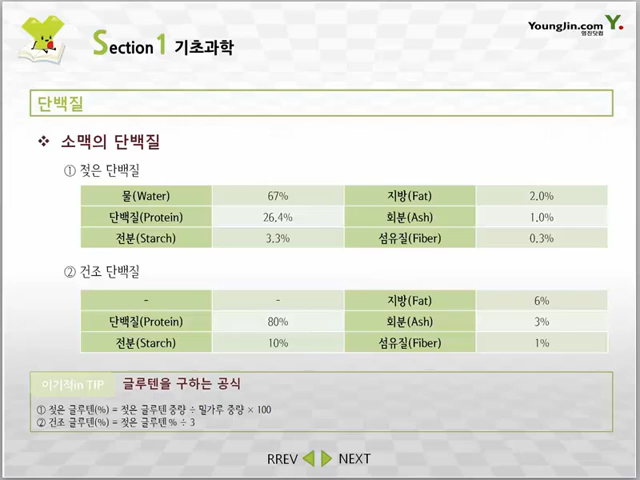 Section 1 기초과학
YoungJin.com Y.
영진닷컴
단백질
❖ 소맥의 단백질
① 젖은 단백질
물(Water) 67% 지방(Fat) 2.0%
단백질(Protein) 26.4% 회분(Ash) 1.0%
전분(Starch) 3.3% 섬유질(Fiber) 0.3%
② 건조 단백질
- - 지방(Fat) 6%
단백질(Protein) 80% 회분(Ash) 3%
전분(Starch) 10% 섬유질(Fiber) 1%
이기적in TIP 글루텐을 구하는 공식
① 젖은 글루텐(%) = 젖은 글루텐 중량 ÷ 밀가루 중량 × 100
② 건조 글루텐(%) = 젖은 글루텐 % ÷ 3
RREV NEXT